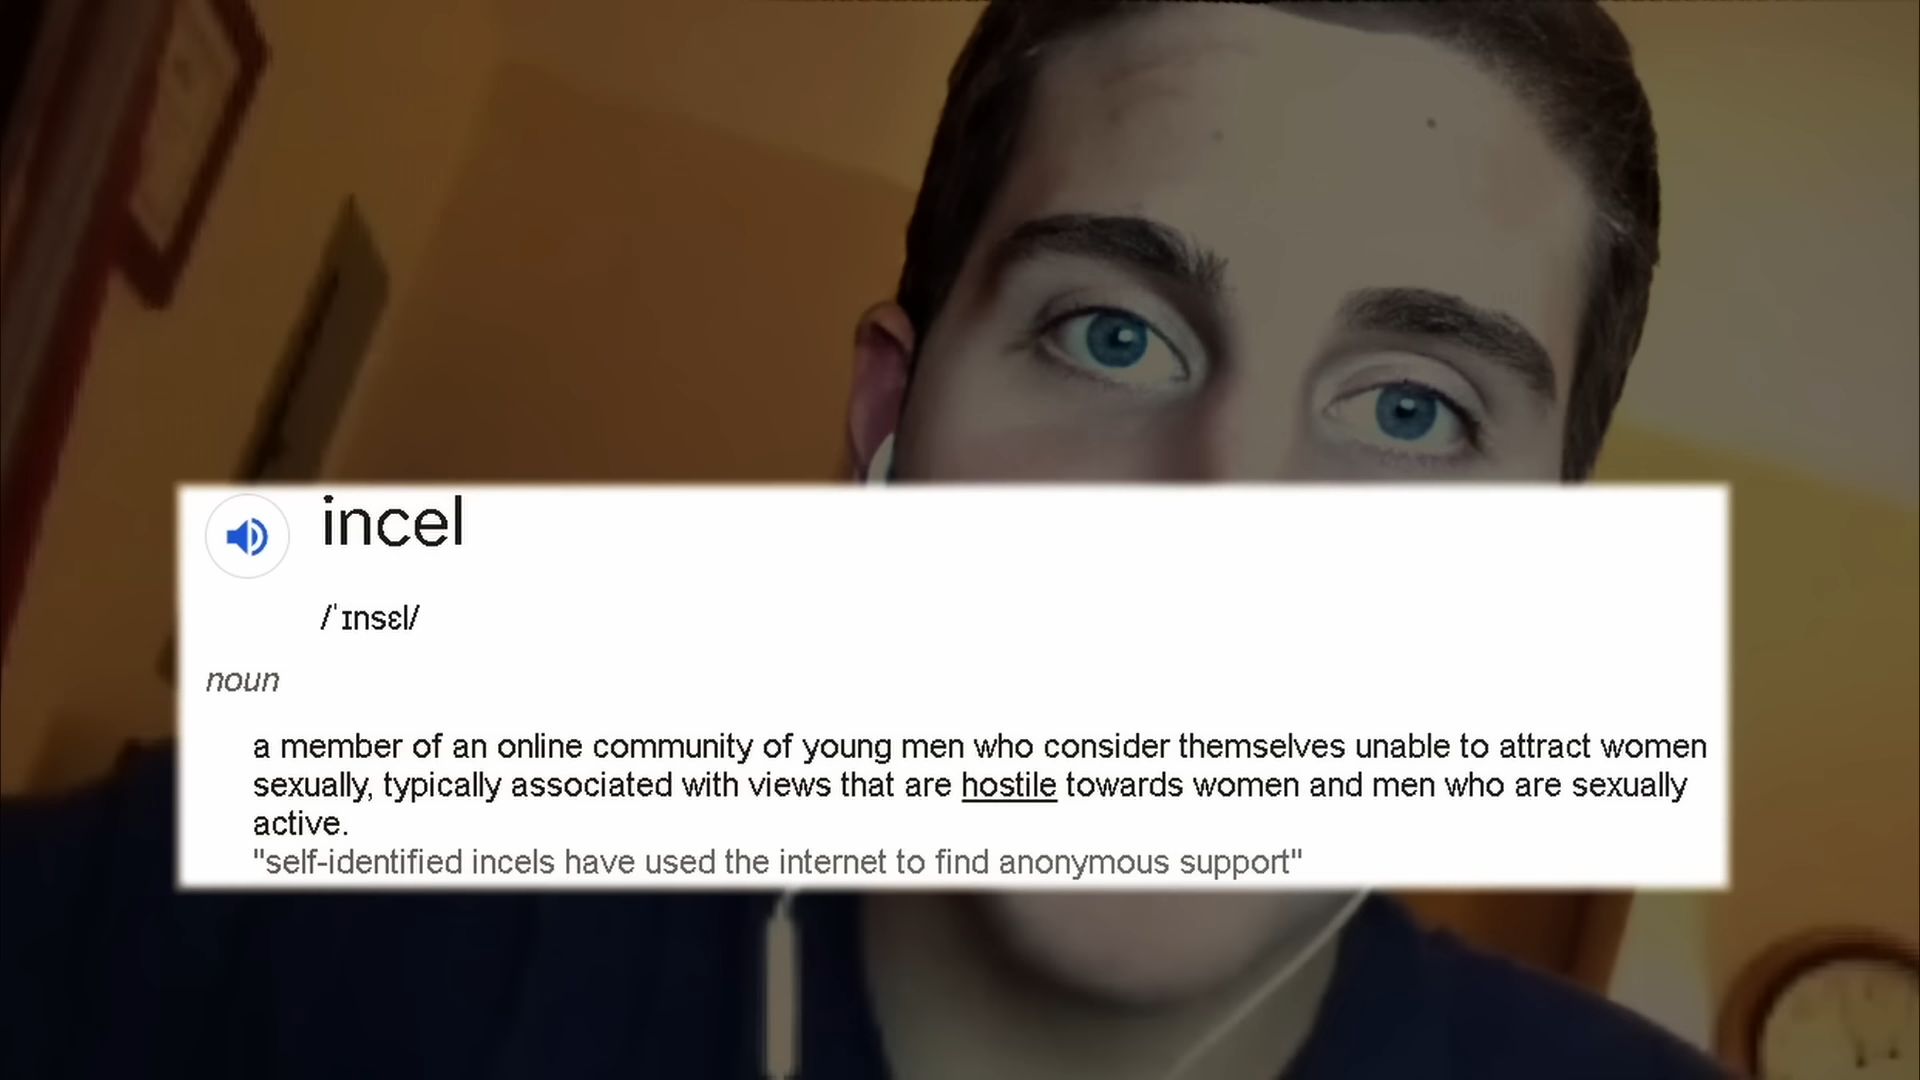 incel
/ˈɪnsɛl/
noun
a member of an online community of young men who consider themselves unable to attract women
sexually, typically associated with views that are hostile towards women and men who are sexually
active.
"self-identified incels have used the internet to find anonymous support"